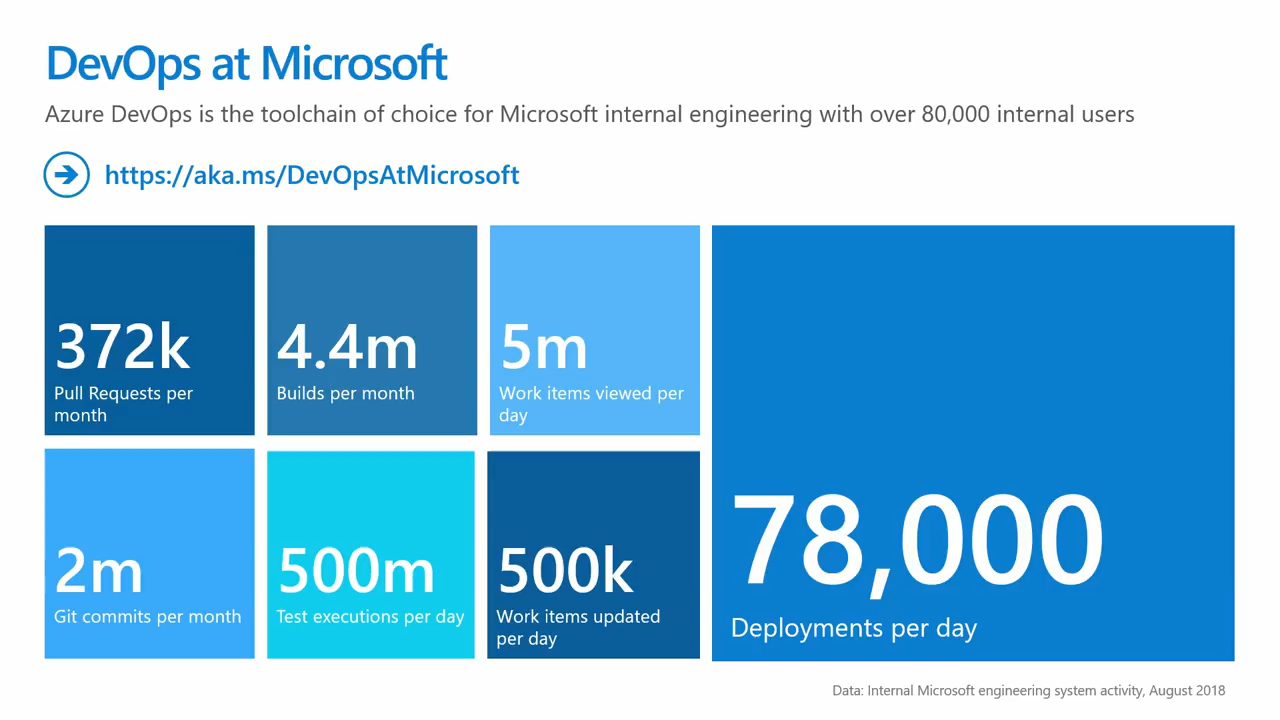 DevOps at Microsoft
Azure DevOps is the toolchain of choice for Microsoft internal engineering with over 80,000 internal users
https://aka.ms/DevOpsAtMicrosoft
372k
Pull Requests per
month
4.4m
Builds per month
5m
Work items viewed per
day
2m
Git commits per month
500m
Test executions per day
500k
Work items updated
per day
78,000
Deployments per day
Data: Internal Microsoft engineering system activity, August 2018